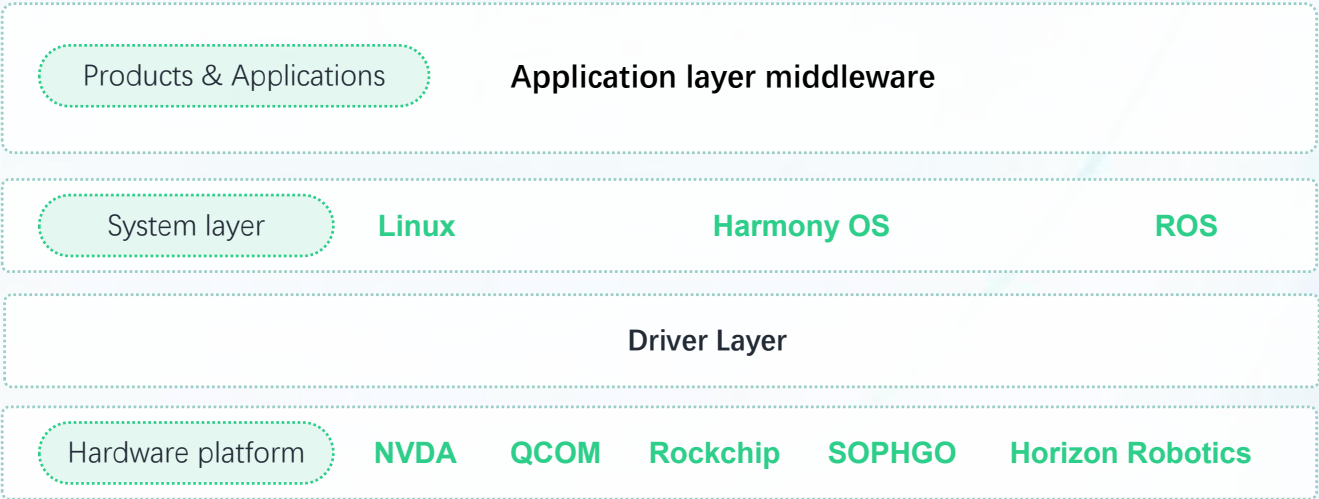 Products & Applications Application layer middleware
System layer Linux Harmony OS ROS
Driver Layer
Hardware platform NVDA QCOM Rockchip SOPHGO Horizon Robotics